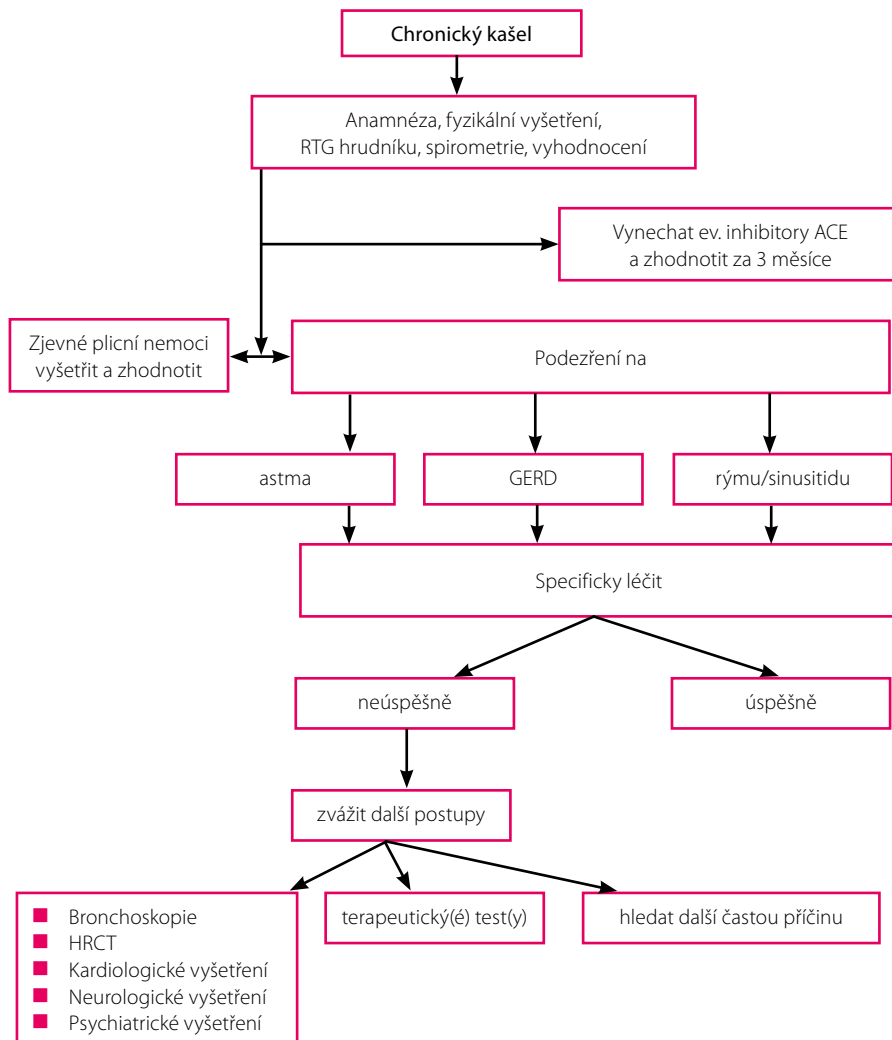 Chronický kašel
Anamnéza, fyzikální vyšetření,
RTG hrudníku, spirometrie, vyhodnocení
Vynechat ev. inhibitory ACE
a zhodnotit za 3 měsíce
Zjevné plicní nemoci
vyšetřit a zhodnotit
Podezření na
astma
GERD
rýmu/sinusitidu
Specificky léčit
neúspěšně
úspěšně
zvážit další postupy
Bronchoskopie
HRCT
Kardiologické vyšetření
Neurologické vyšetření
Psychiatrické vyšetření
terapeutický(é) test(y)
hledat další častou příčinu